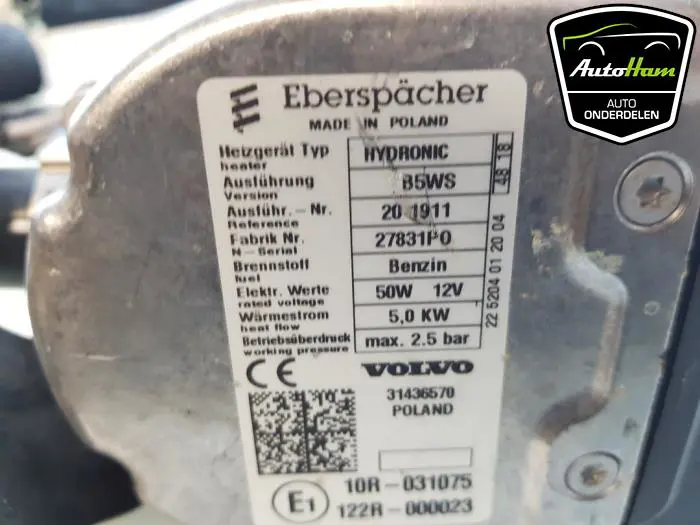 AutoHam
AUTO
ONDERDELEN
Eberspächer
MADE IN POLAND
Heizgerät Typ HYDRONIC
heater
Ausführung B5WS
Version
Ausführ.-Nr. 20 1911
Reference
Fabrik Nr. 27831PO
N-Serial
Brennstoff Benzin
fuel
Elektr. Werte 50W 12V
rated voltage
Wärmestrom 5,0 KW
heat flow
Betriebsüberdruck max. 2.5 bar
working pressure
48 18
22 5204 01 20 04
CE VOLVO
31436570
POLAND
E1 10R-031075
122R-000023